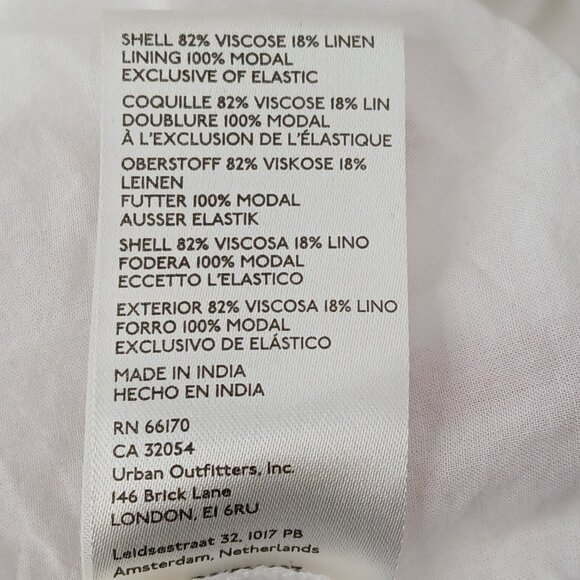 SHELL 82% VISCOSE 18% LINEN
LINING 100% MODAL
EXCLUSIVE OF ELASTIC
COQUILLE 82% VISCOSE 18% LIN
DOUBLURE 100% MODAL
À L'EXCLUSION DE L'ÉLASTIQUE
OBERSTOFF 82% VISKOSE 18%
LEINEN
FUTTER 100% MODAL
AUSSER ELASTIK
SHELL 82% VISCOSA 18% LINO
FODERA 100% MODAL
ECCETTO L'ELASTICO
EXTERIOR 82% VISCOSA 18% LINO
FORRO 100% MODAL
EXCLUSIVO DE ELÁSTICO
MADE IN INDIA
HECHO EN INDIA
RN 66170
CA 32054
Urban Outfitters, Inc.
146 Brick Lane
LONDON, E1 6RU
Leidsestraat 32, 1017 PB
Amsterdam, Netherlands